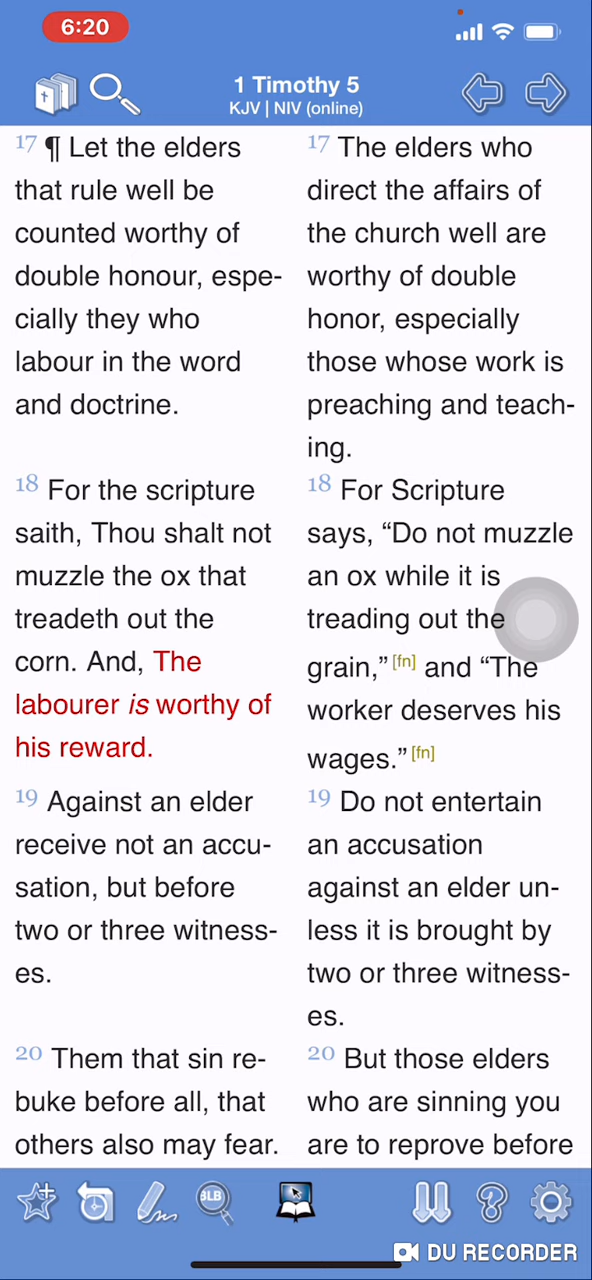 6:20
1 Timothy 5
KJV | NIV (online)
17 ¶ Let the elders
that rule well be
counted worthy of
double honour, espe-
cially they who
labour in the word
and doctrine.
18 For the scripture
saith, Thou shalt not
muzzle the ox that
treadeth out the
corn. And, The
labourer is worthy of
his reward.
19 Against an elder
receive not an accu-
sation, but before
two or three witness-
es.
20 Them that sin re-
buke before all, that
others also may fear.
17 The elders who
direct the affairs of
the church well are
worthy of double
honor, especially
those whose work is
preaching and teach-
ing.
18 For Scripture
says, “Do not muzzle
an ox while it is
treading out the
grain,” [fn] and “The
worker deserves his
wages.” [fn]
19 Do not entertain
an accusation
against an elder un-
less it is brought by
two or three witness-
es.
20 But those elders
who are sinning you
are to reprove before
BLB
DU RECORDER